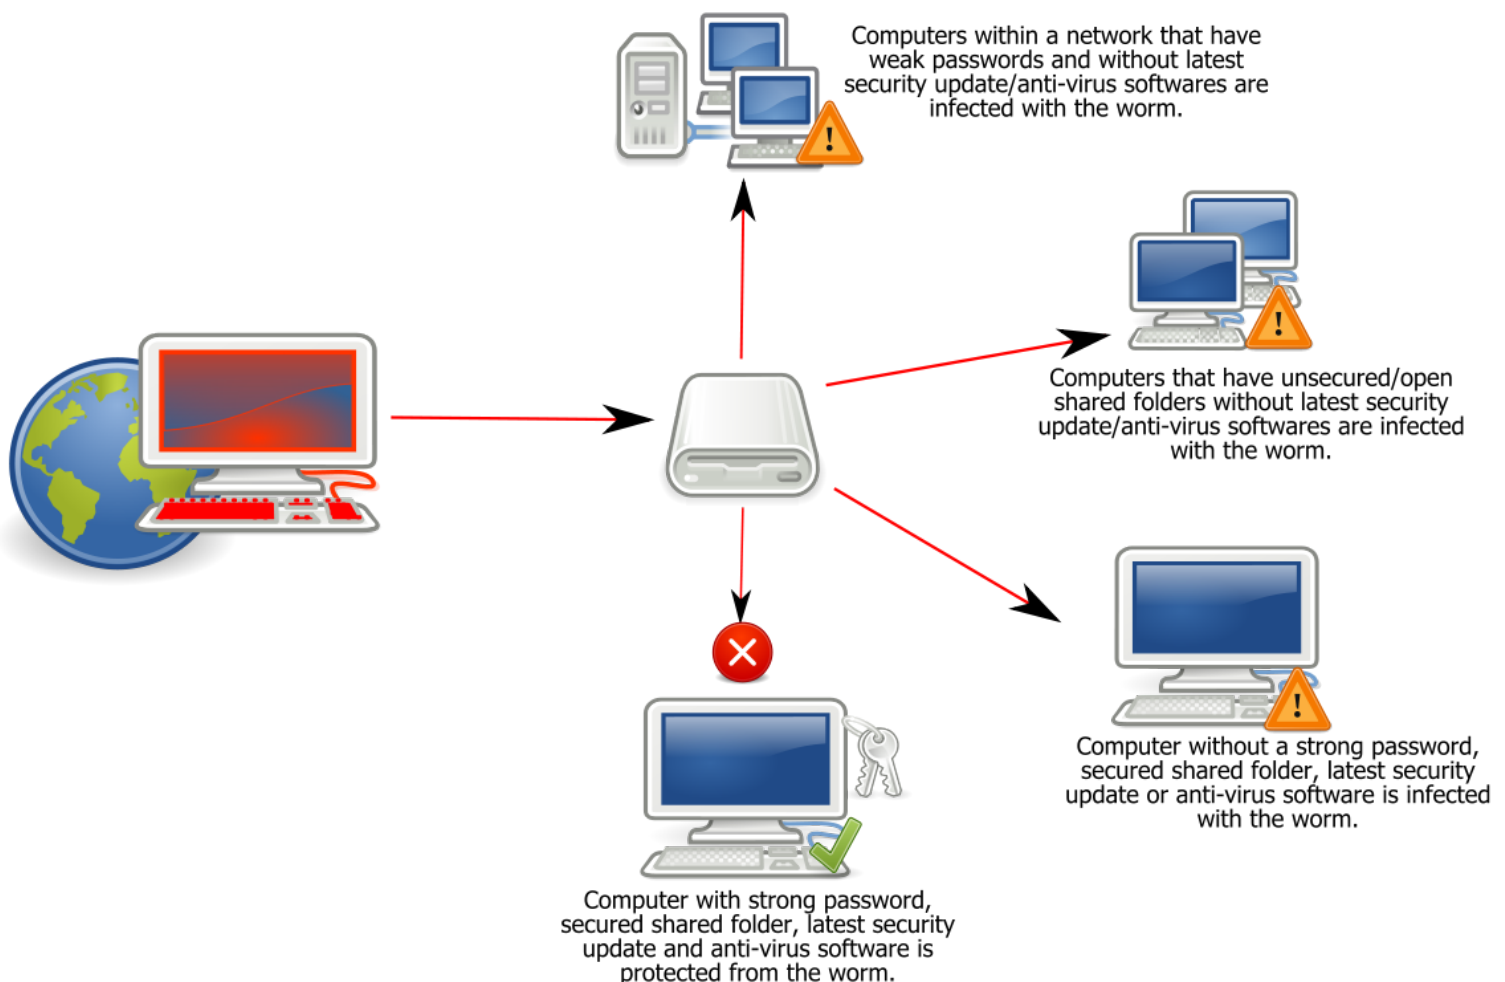 Computers within a network that have
weak passwords and without latest
security update/anti-virus softwares are
infected with the worm.
Computers that have unsecured/open
shared folders without latest security
update/anti-virus softwares are infected
with the worm.
Computer without a strong password,
secured shared folder, latest security
update or anti-virus software is infected
with the worm.
Computer with strong password,
secured shared folder, latest security
update and anti-virus software is
protected from the worm.